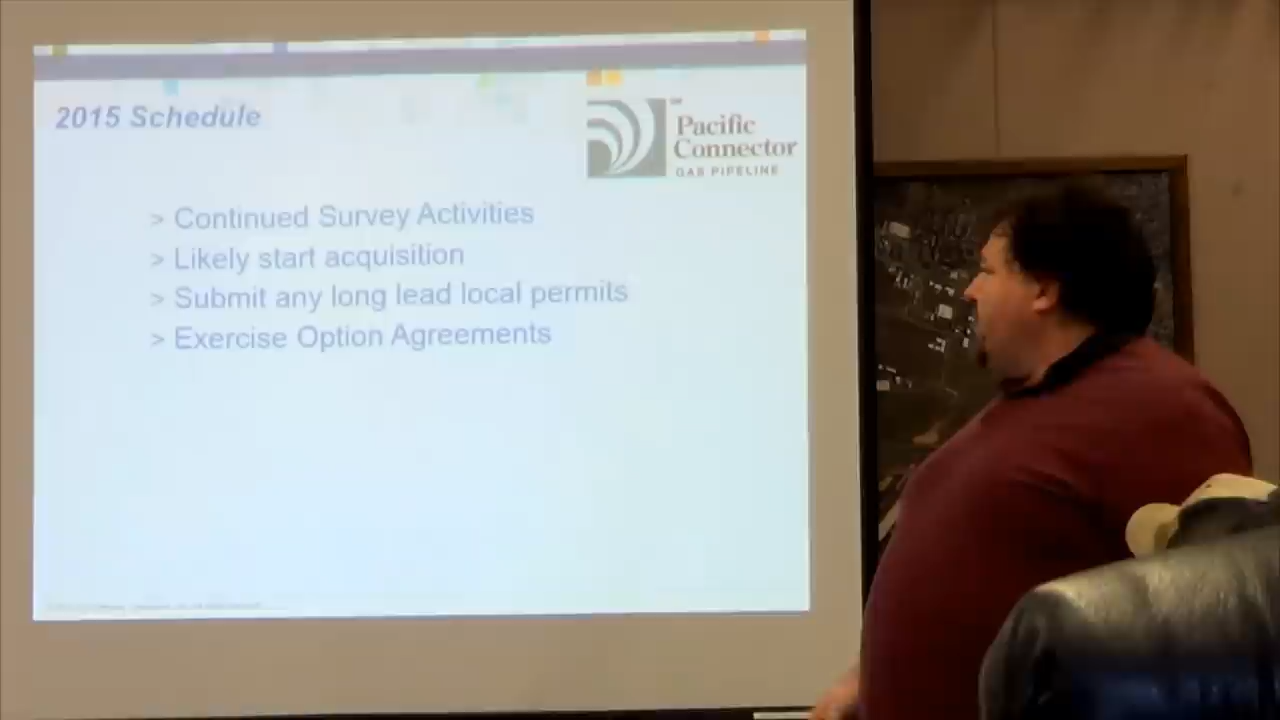 2015 Schedule
Pacific
Connector
GAS PIPELINE
> Continued Survey Activities
> Likely start acquisition
> Submit any long lead local permits
> Exercise Option Agreements